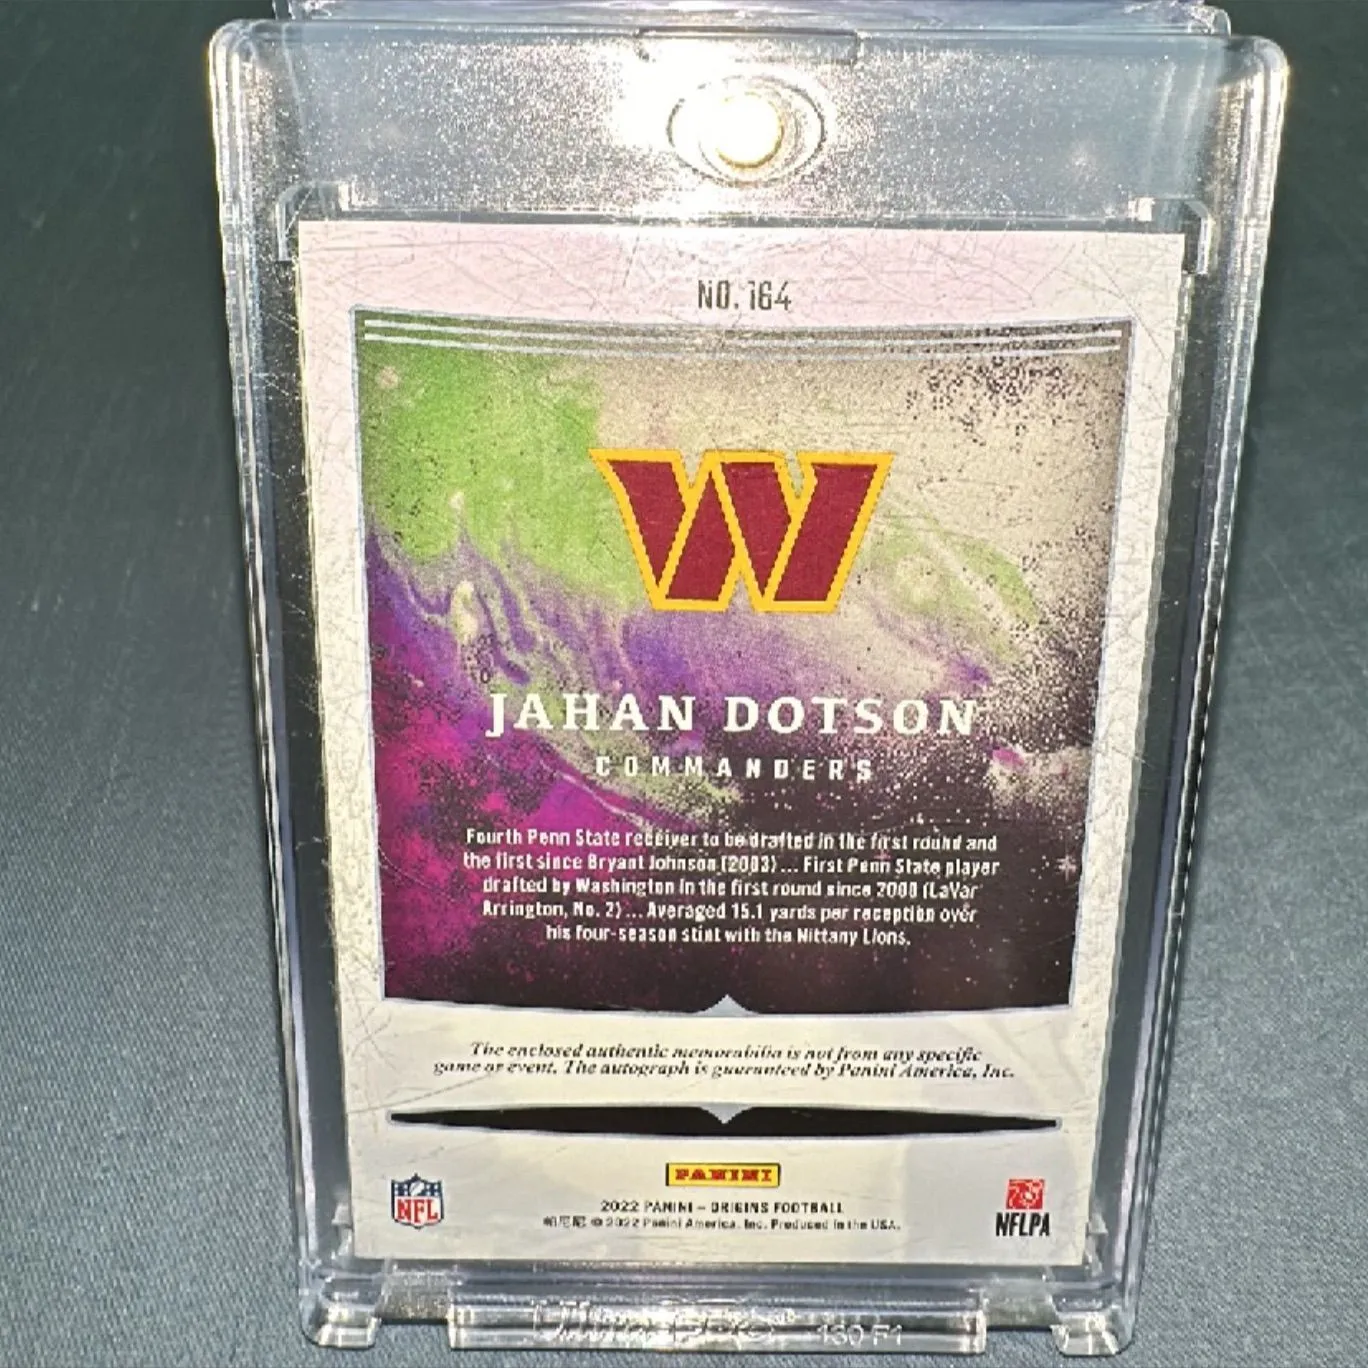 NO. 164
W
JAHAN DOTSON
COMMANDERS
Fourth Penn State receiver to be drafted in the first round and
the first since Bryant Johnson (2003) ... First Penn State player
drafted by Washington in the first round since 2000 (LaVar
Arrington, No. 2) ... Averaged 15.1 yards per reception over
his four-season stint with the Nittany Lions.
The enclosed authentic memorabilia is not from any specific
game or event. The autograph is guaranteed by Panini America, Inc.
PANINI
NFL
NFLPA
2022 PANINI – ORIGINS FOOTBALL
帕尼尼 © 2022 Panini America, Inc. Produced in the USA.